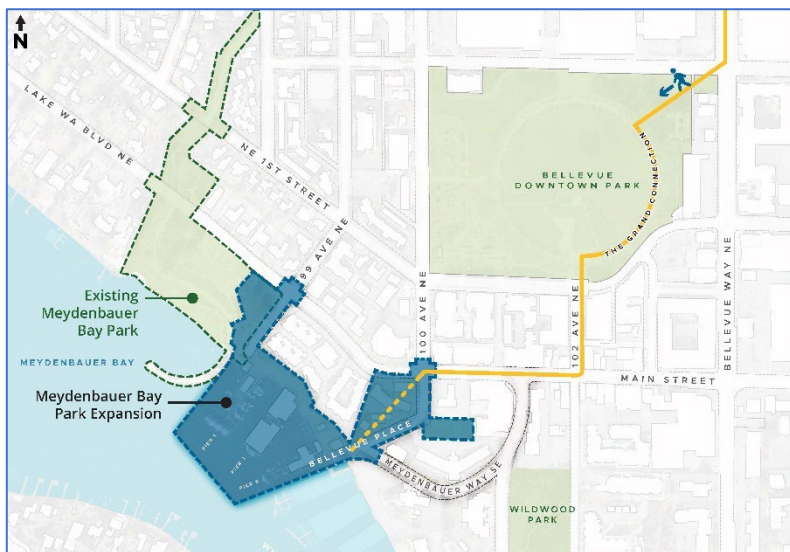 N
LAKE WA BLVD NE
NE 1ST STREET
BELLEVUE
DOWNTOWN PARK
THE GRAND CONNECTION
99 AVE NE
Existing
Meydenbauer
Bay Park
100 AVE NE
102 AVE NE
BELLEVUE WAY NE
MEYDENBAUER BAY
MAIN STREET
Meydenbauer Bay
Park Expansion
BELLEVUE PLACE
PIER 1
MEYDENBAUER WAY SE
WILDWOOD
PARK